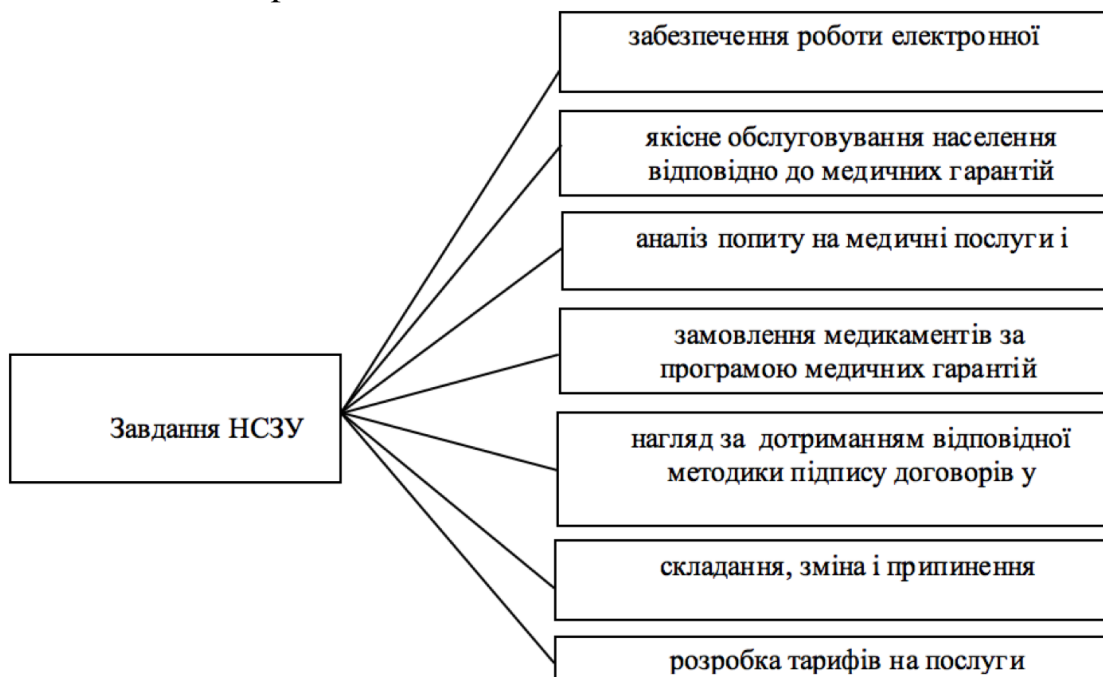 забезпечення роботи електронної
якісне обслуговування населення
відповідно до медичних гарантій
аналіз попиту на медичні послуги і
замовлення медикаментів за
програмою медичних гарантій
Завдання НСЗУ
нагляд за дотриманням відповідної
методики підпису договорів у
складання, зміна і припинення
розробка тарифів на послуги